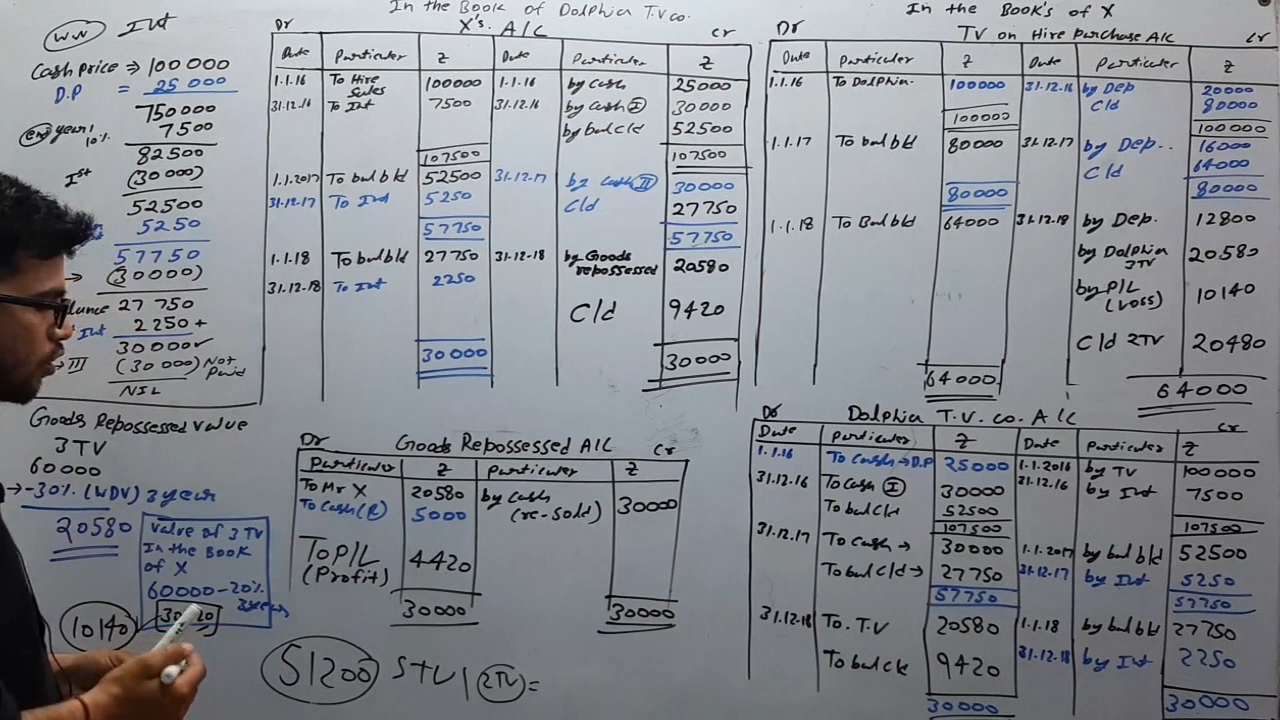 W.N Int
Cash price ⇒ 100 000
D.P = 25 000
750000
end year 10% 7500
82500
Ist (30000)
52500
5250
57750
→ (30000)
27 750
Int 2250+
30000✓
→III (30000) Not Paid
NIL
Goods Repossessed value
3 TV
60000
→ -30% (WDV) 3 year
20580
value of 3 TV
In the Book
of X
60000-20%
3 years
10140
In the Book of Dolphin T.V co.
Dr X's. A/C Cr
Date Particular ₹ Date Particular ₹
1.1.16 To Hire Sales 100000 1.1.16 by Cash 25000
31.12.16 To Int 7500 31.12.16 by Cash I 30000
by bal c/d 52500
107500 107500
1.1.2017 To bal b/d 52500 31.12.17 by Cash II 30000
31.12.17 To Int 5250 C/d 27750
57750 57750
1.1.18 To bal b/d 27750 31.12.18 by Goods repossessed 20580
31.12.18 To Int 2250
C/d 9420
30000 30000
In the Book's of X
Dr TV on Hire Purchase A/C Cr
Date Particular ₹ Date Particular ₹
1.1.16 To Dolphin. 100000 31.12.16 by Dep 20000
C/d 80000
100000 100000
1.1.17 To bal b/d 80000 31.12.17 by Dep.. 16000
C/d 64000
80000 80000
1.1.18 To Bal b/d 64000 31.12.18 by Dep. 12800
by Dolphin 3TV 20580
by P/L (Loss) 10140
C/d 2TV 20480
64000 64000
Dr Goods Repossessed A/C Cr
Particular ₹ Particular ₹
To Mr X 20580 by Cash (re-sold) 30000
To Cash (R) 5000
To P/L (Profit) 4420
30000 30000
51200 5TV | 2TV =
Dr Dolphin T.V. co. A/C Cr
Date Particular ₹ Date Particular ₹
1.1.16 To Cash → D.P 25000 1.1.2016 by TV 100000
31.12.16 To Cash I 30000 31.12.16 by Int 7500
To bal c/d 52500
107500 107500
31.12.17 To Cash → 30000 1.1.2017 by bal b/d 52500
To bal c/d → 27750 31.12.17 by Int 5250
57750 57750
31.12.18 To. T.V 20580 1.1.18 by bal b/d 27750
To bal c/d 9420 31.12.18 by Int 2250
30000 30000